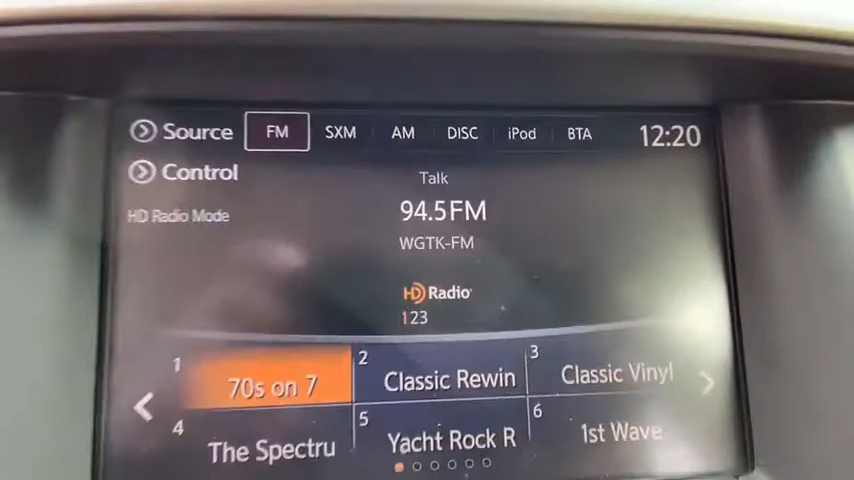 Source FM SXM AM DISC iPod BTA 12:20
Control
Talk
HD Radio Mode
94.5FM
WGTK-FM
HD Radio
123
1 70s on 7 2 Classic Rewin 3 Classic Vinyl
4 The Spectru 5 Yacht Rock R 6 1st Wave